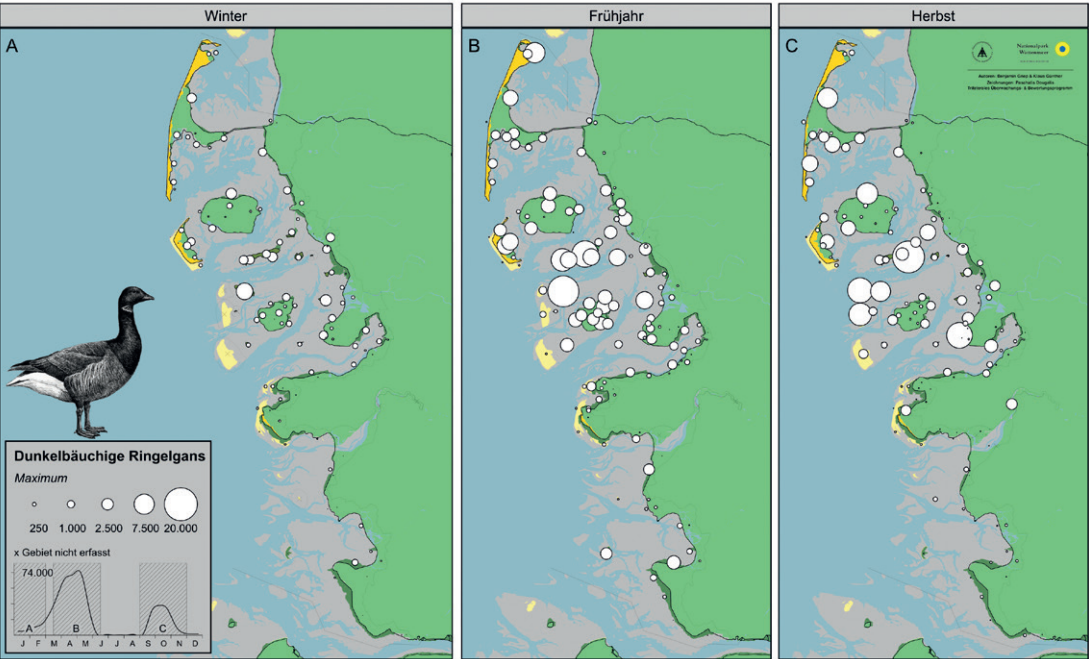 Winter
Frühjahr
Herbst
A
B
C
Nationalpark
Wattenmeer
Dunkelbäuchige Ringelgans
Maximum
250 1.000 2.500 7.500 20.000
x Gebiet nicht erfasst
74.000
A B C
J F M A M J J A S O N D